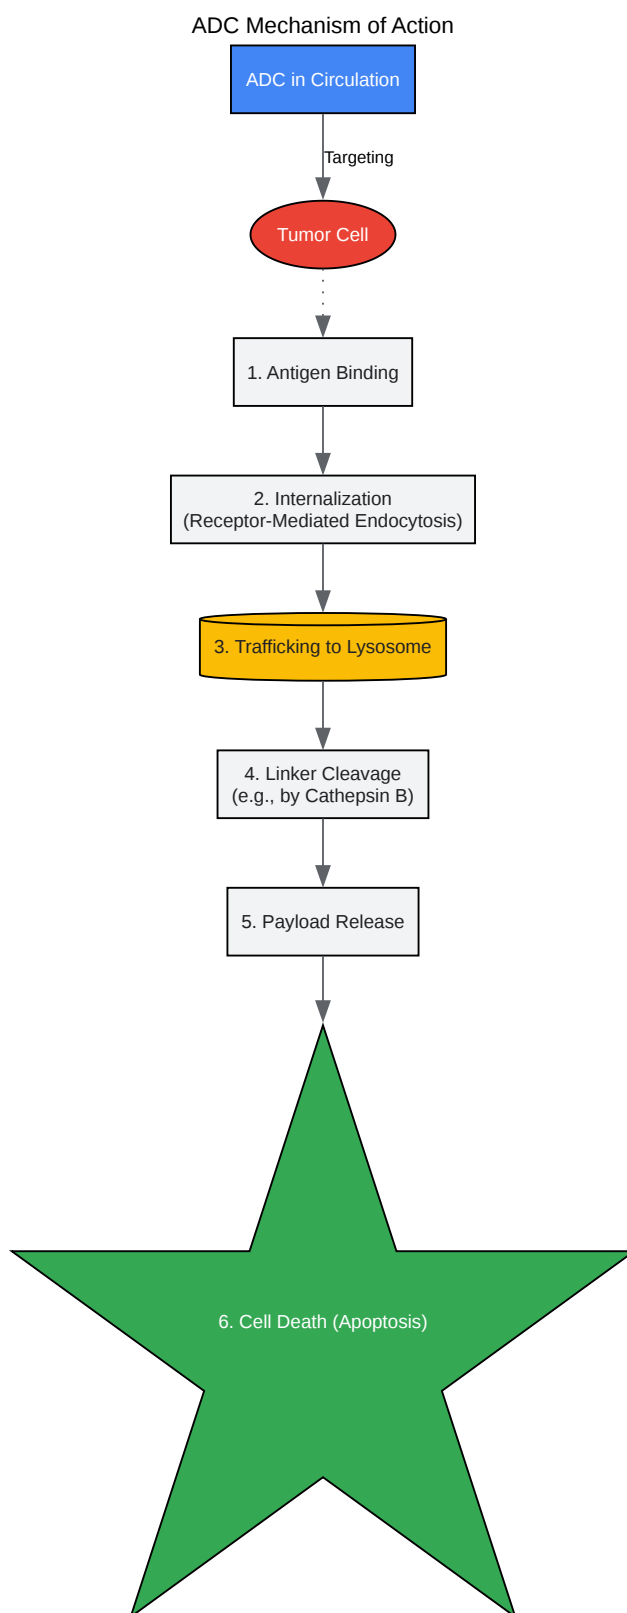 ADC Mechanism of Action
ADC in Circulation
Targeting
Tumor Cell
1. Antigen Binding
2. Internalization
(Receptor-Mediated Endocytosis)
3. Trafficking to Lysosome
4. Linker Cleavage
(e.g., by Cathepsin B)
5. Payload Release
6. Cell Death (Apoptosis)